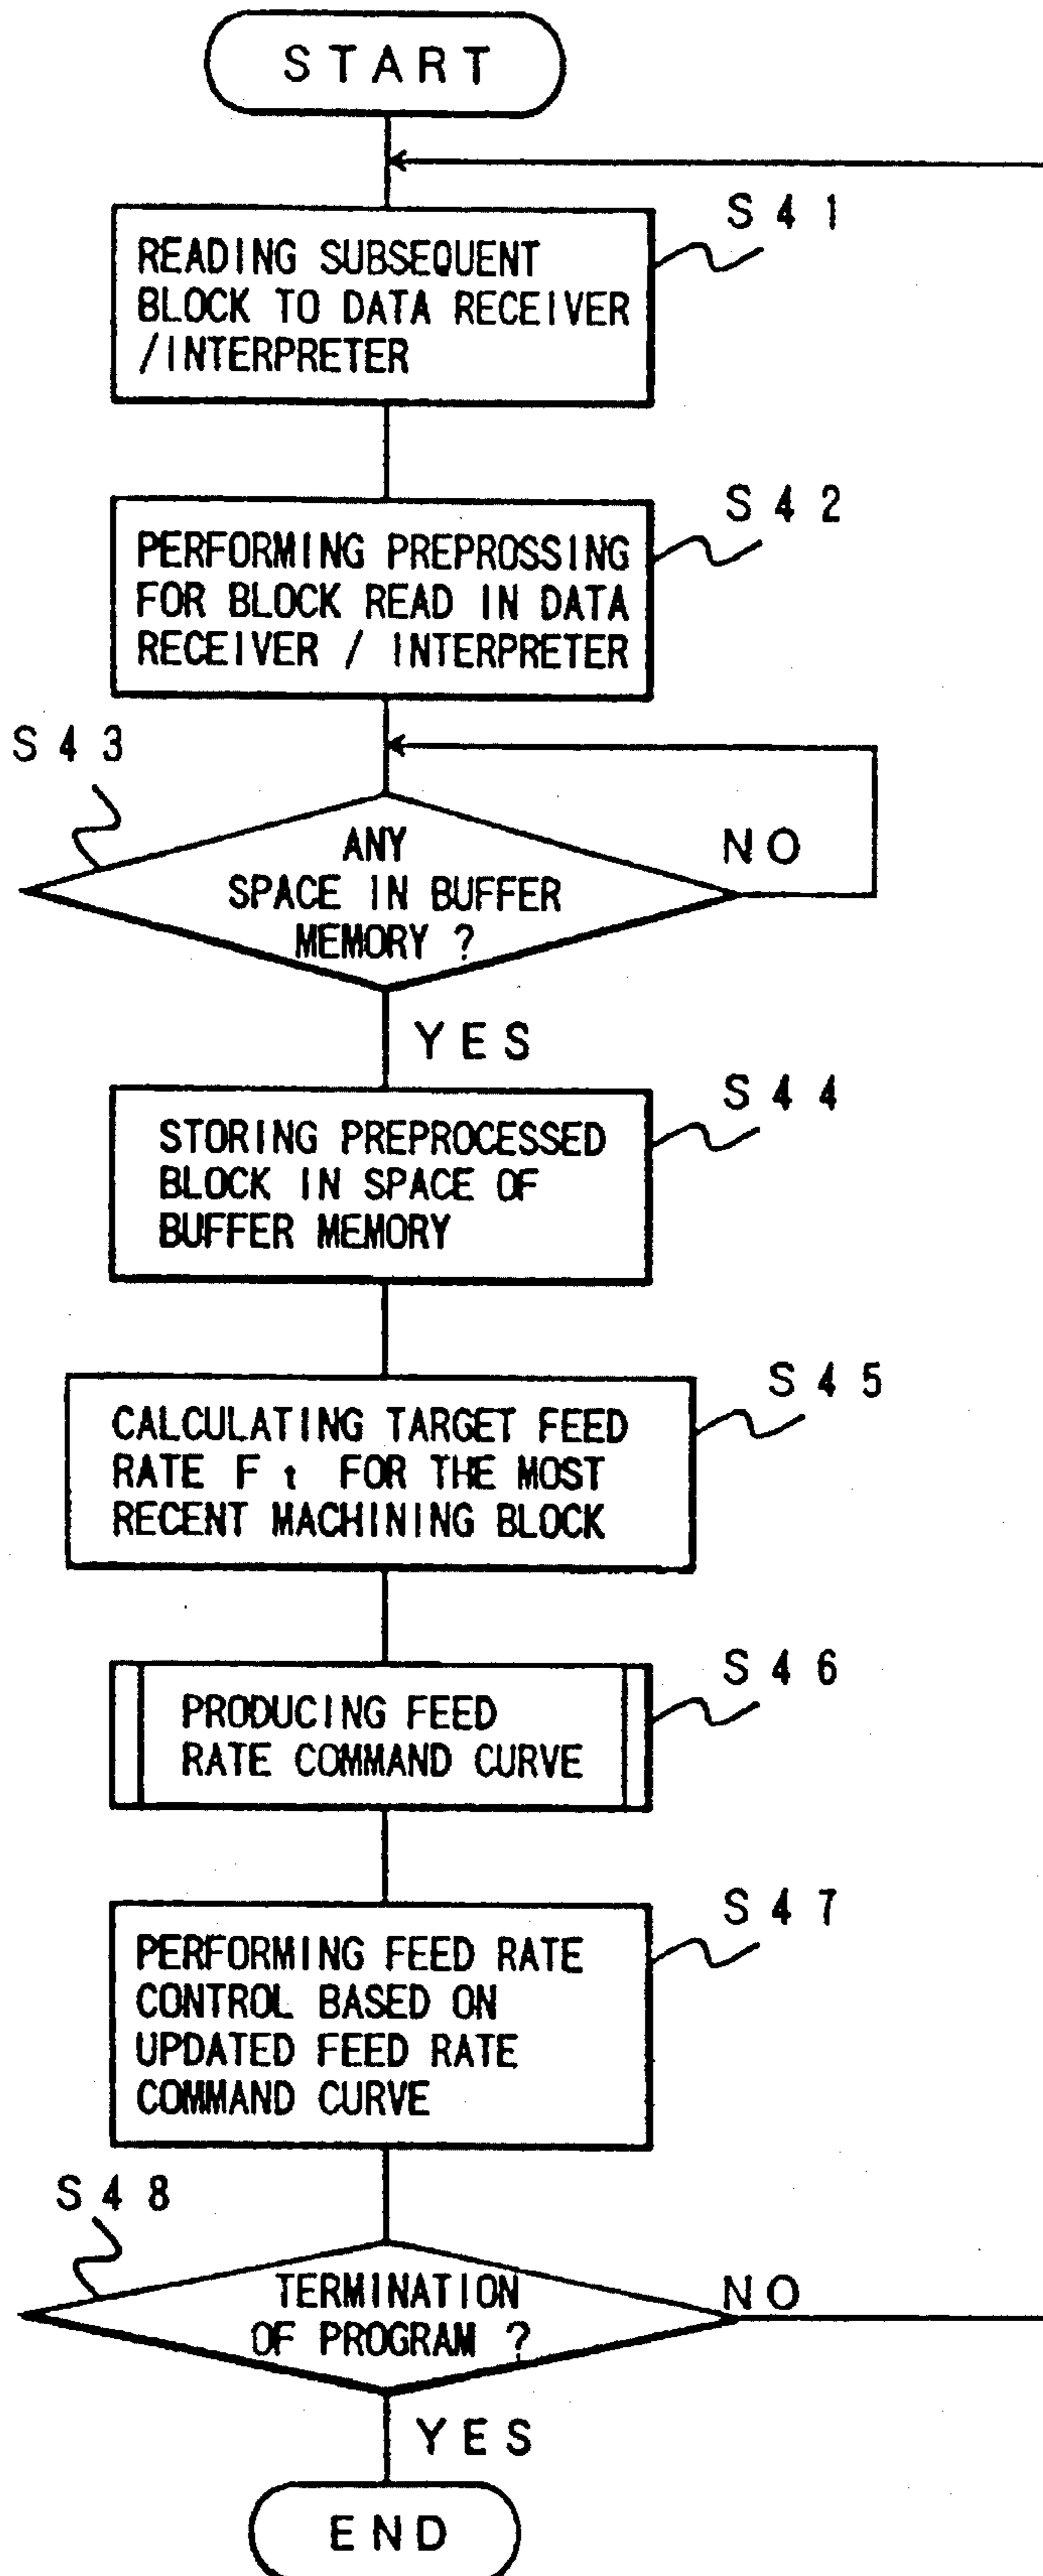 START
S41
READING SUBSEQUENT
BLOCK TO DATA RECEIVER
/INTERPRETER
S42
PERFORMING PREPROSSING
FOR BLOCK READ IN DATA
RECEIVER / INTERPRETER
S43
ANY
SPACE IN BUFFER
MEMORY ?
NO
YES
S44
STORING PREPROCESSED
BLOCK IN SPACE OF
BUFFER MEMORY
S45
CALCULATING TARGET FEED
RATE F t FOR THE MOST
RECENT MACHINING BLOCK
S46
PRODUCING FEED
RATE COMMAND CURVE
S47
PERFORMING FEED RATE
CONTROL BASED ON
UPDATED FEED RATE
COMMAND CURVE
S48
TERMINATION
OF PROGRAM ?
NO
YES
END